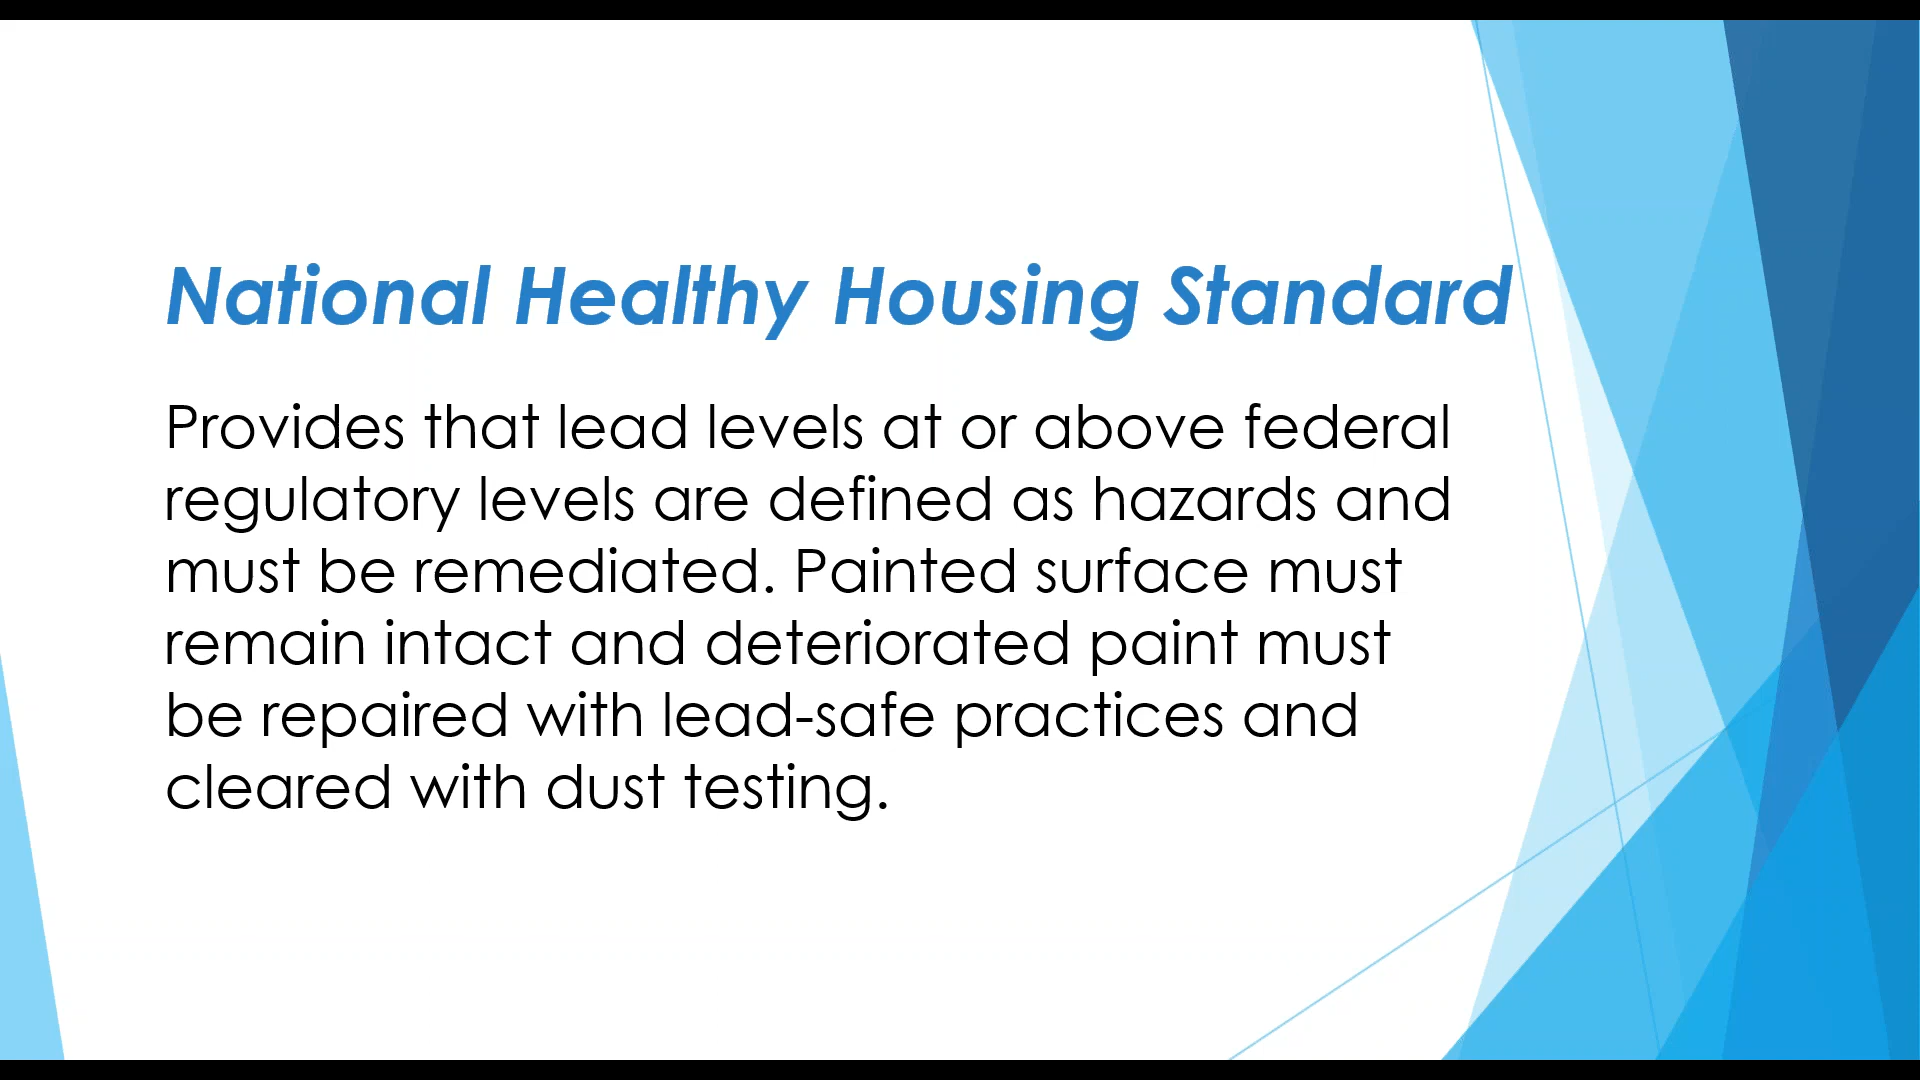 National Healthy Housing Standard
Provides that lead levels at or above federal
regulatory levels are defined as hazards and
must be remediated. Painted surface must
remain intact and deteriorated paint must
be repaired with lead-safe practices and
cleared with dust testing.